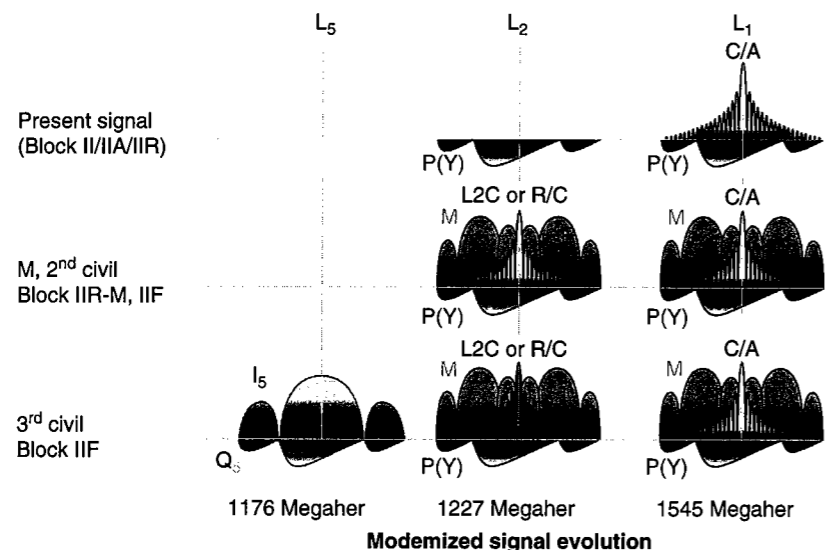 L5 L2 L1
C/A
Present signal
(Block II/IIA/IIR)
P(Y) P(Y)
L2C or R/C C/A
M M
M, 2nd civil
Block IIR-M, IIF
P(Y) P(Y)
L2C or R/C C/A
I5 M M
3rd civil
Block IIF
Q5 P(Y) P(Y)
1176 Megaher 1227 Megaher 1545 Megaher
Modemized signal evolution